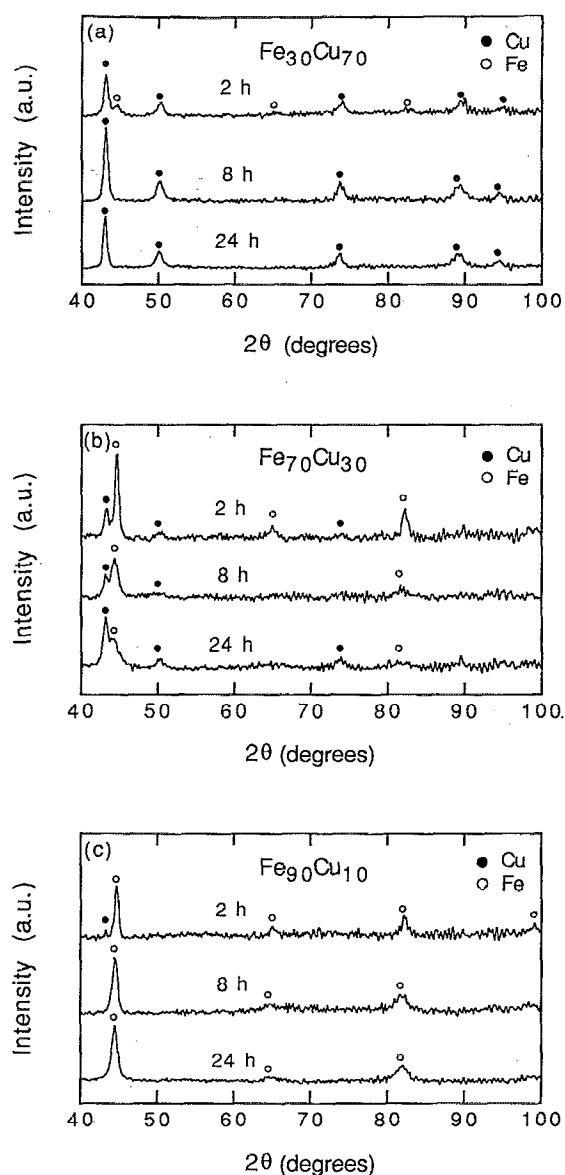 (a)
Fe30Cu70
● Cu
○ Fe
2 h
8 h
24 h
Intensity (a.u.)
40 50 60 70 80 90 100
2θ (degrees)
(b)
Fe70Cu30
● Cu
○ Fe
2 h
8 h
24 h
Intensity (a.u.)
40 50 60 70 80 90 100
2θ (degrees)
(c)
Fe90Cu10
● Cu
○ Fe
2 h
8 h
24 h
Intensity (a.u.)
40 50 60 70 80 90 100
2θ (degrees)